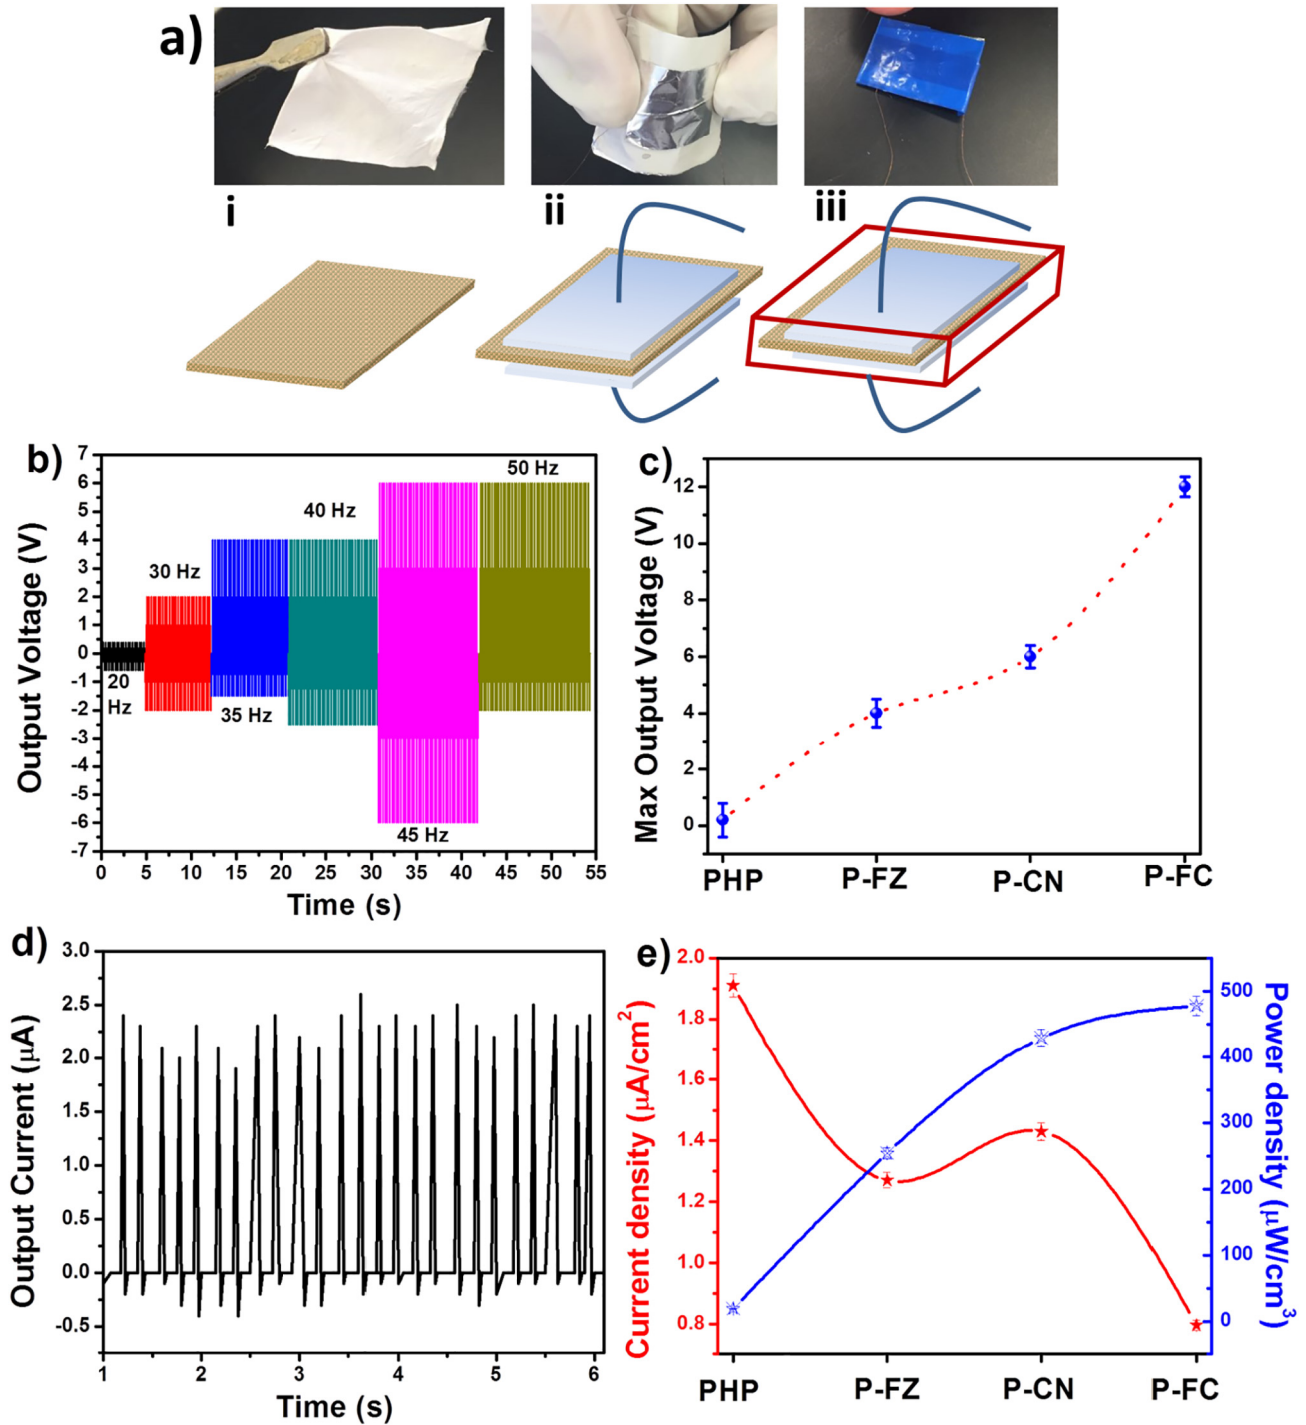 a)
i
ii
iii
b)
Output Voltage (V)
7
6
5
4
3
2
1
0
-1
-2
-3
-4
-5
-6
-7
20
Hz
30 Hz
35 Hz
40 Hz
45 Hz
50 Hz
0 5 10 15 20 25 30 35 40 45 50 55
Time (s)
c)
Max Output Voltage (V)
12
10
8
6
4
2
0
PHP P-FZ P-CN P-FC
d)
Output Current (μA)
3.0
2.5
2.0
1.5
1.0
0.5
0.0
-0.5
1 2 3 4 5 6
Time (s)
e)
Current density (μA/cm2)
2.0
1.8
1.6
1.4
1.2
1.0
0.8
500
400
300
200
100
0
Power density (μW/cm3)
PHP P-FZ P-CN P-FC